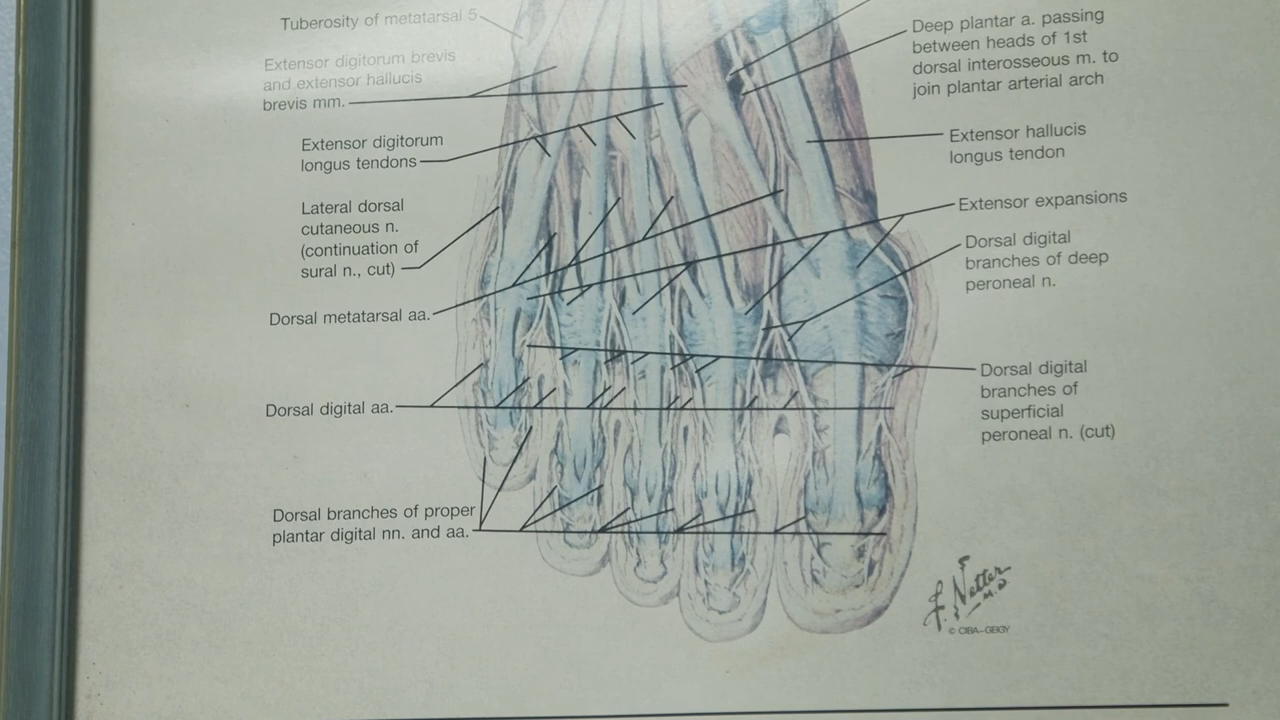 Tuberosity of metatarsal 5
Extensor digitorum brevis
and extensor hallucis
brevis mm.
Extensor digitorum
longus tendons
Lateral dorsal
cutaneous n.
(continuation of
sural n., cut)
Dorsal metatarsal aa.
Dorsal digital aa.
Dorsal branches of proper
plantar digital nn. and aa.
Deep plantar a. passing
between heads of 1st
dorsal interosseous m. to
join plantar arterial arch
Extensor hallucis
longus tendon
Extensor expansions
Dorsal digital
branches of deep
peroneal n.
Dorsal digital
branches of
superficial
peroneal n. (cut)
F. Netter
M.D.
© CIBA-GEIGY